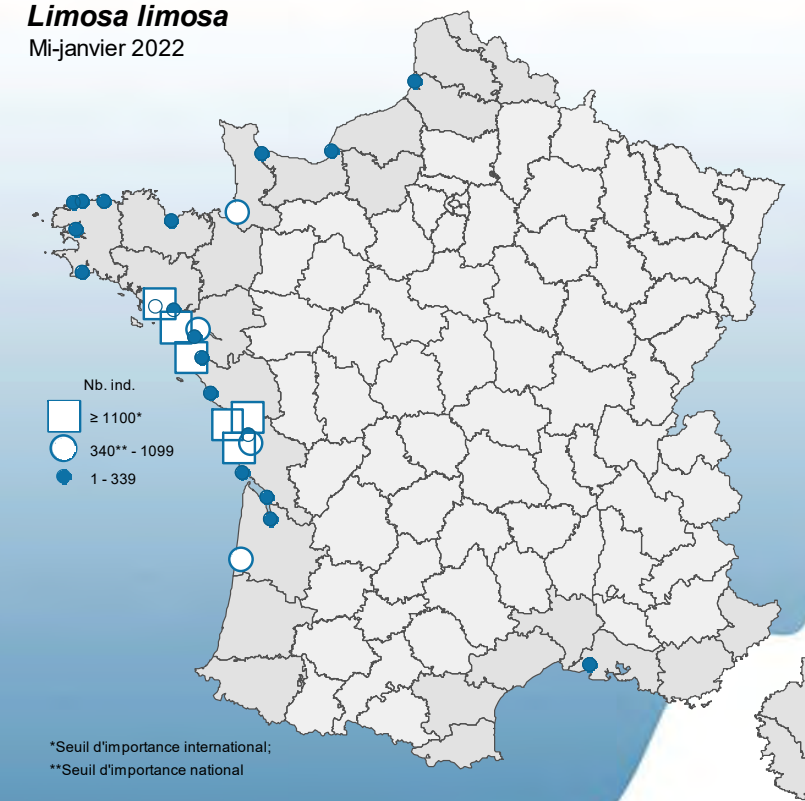 Limosa limosa
Mi-janvier 2022
Nb. ind.
≥ 1100*
340** - 1099
1 - 339
*Seuil d'importance international;
**Seuil d'importance national